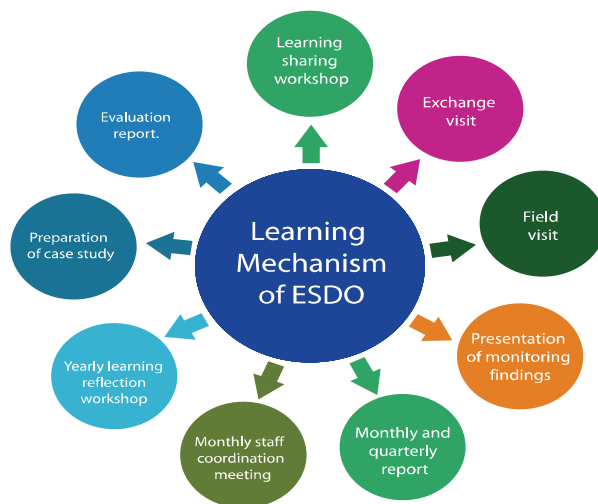 Learning
sharing
workshop
Exchange
visit
Field
visit
Presentation
of monitoring
findings
Monthly and
quarterly
report
Monthly staff
coordination
meeting
Yearly learning
reflection
workshop
Preparation
of case study
Evaluation
report.
Learning
Mechanism
of ESDO